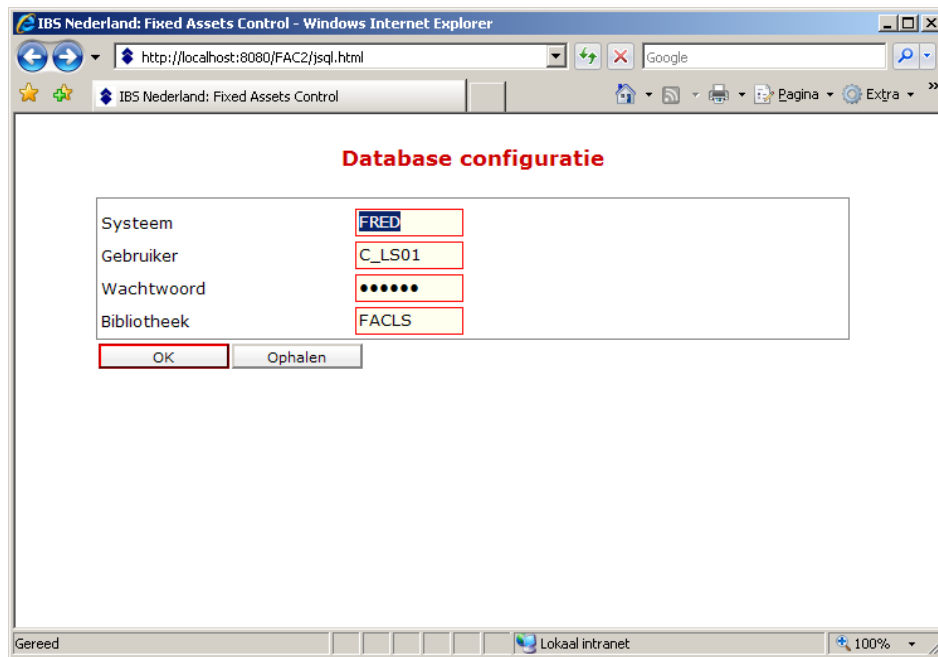 IBS Nederland: Fixed Assets Control - Windows Internet Explorer
http://localhost:8080/FAC2/jsql.html
Google
IBS Nederland: Fixed Assets Control
Pagina
Extra
»
Database configuratie
Systeem FRED
Gebruiker C_LS01
Wachtwoord ••••••
Bibliotheek FACLS
OK Ophalen
Gereed Lokaal intranet 100%